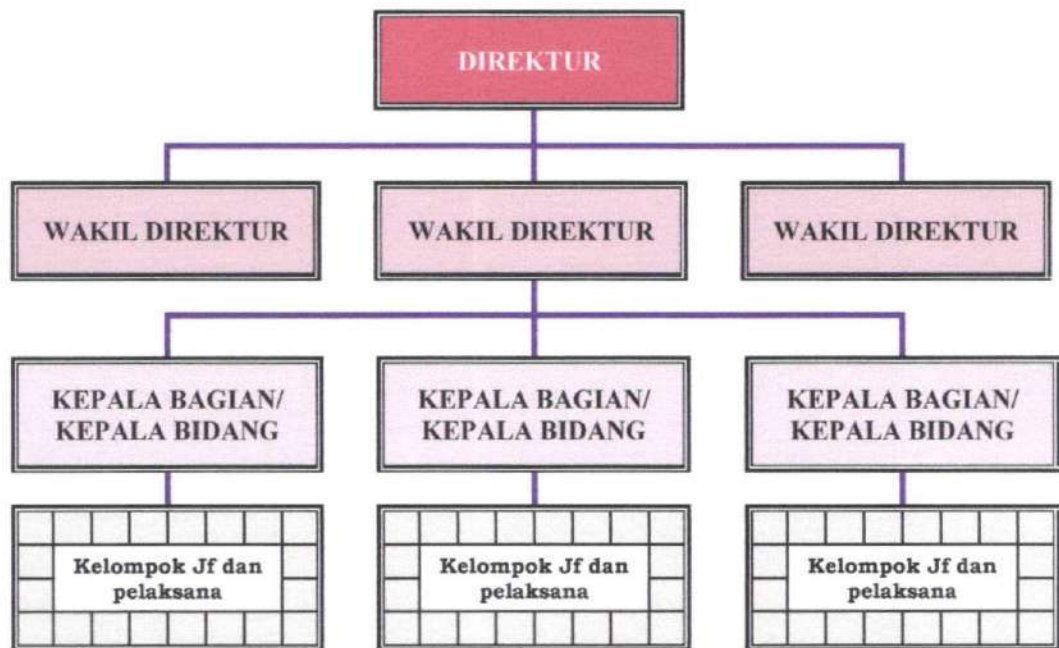 DIREKTUR
WAKIL DIREKTUR
WAKIL DIREKTUR
WAKIL DIREKTUR
KEPALA BAGIAN/
KEPALA BIDANG
KEPALA BAGIAN/
KEPALA BIDANG
KEPALA BAGIAN/
KEPALA BIDANG
Kelompok Jf dan
pelaksana
Kelompok Jf dan
pelaksana
Kelompok Jf dan
pelaksana